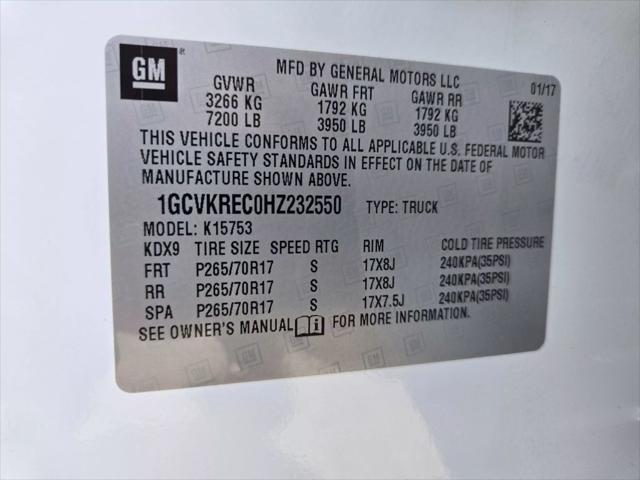 GM
MFD BY GENERAL MOTORS LLC
01/17
GVWR GAWR FRT GAWR RR
3266 KG 1792 KG 1792 KG
7200 LB 3950 LB 3950 LB
THIS VEHICLE CONFORMS TO ALL APPLICABLE U.S. FEDERAL MOTOR
VEHICLE SAFETY STANDARDS IN EFFECT ON THE DATE OF
MANUFACTURE SHOWN ABOVE.
1GCVKREC0HZ232550 TYPE: TRUCK
MODEL: K15753
KDX9 TIRE SIZE SPEED RTG RIM COLD TIRE PRESSURE
FRT P265/70R17 S 17X8J 240KPA(35PSI)
RR P265/70R17 S 17X8J 240KPA(35PSI)
SPA P265/70R17 S 17X7.5J 240KPA(35PSI)
SEE OWNER'S MANUAL FOR MORE INFORMATION.